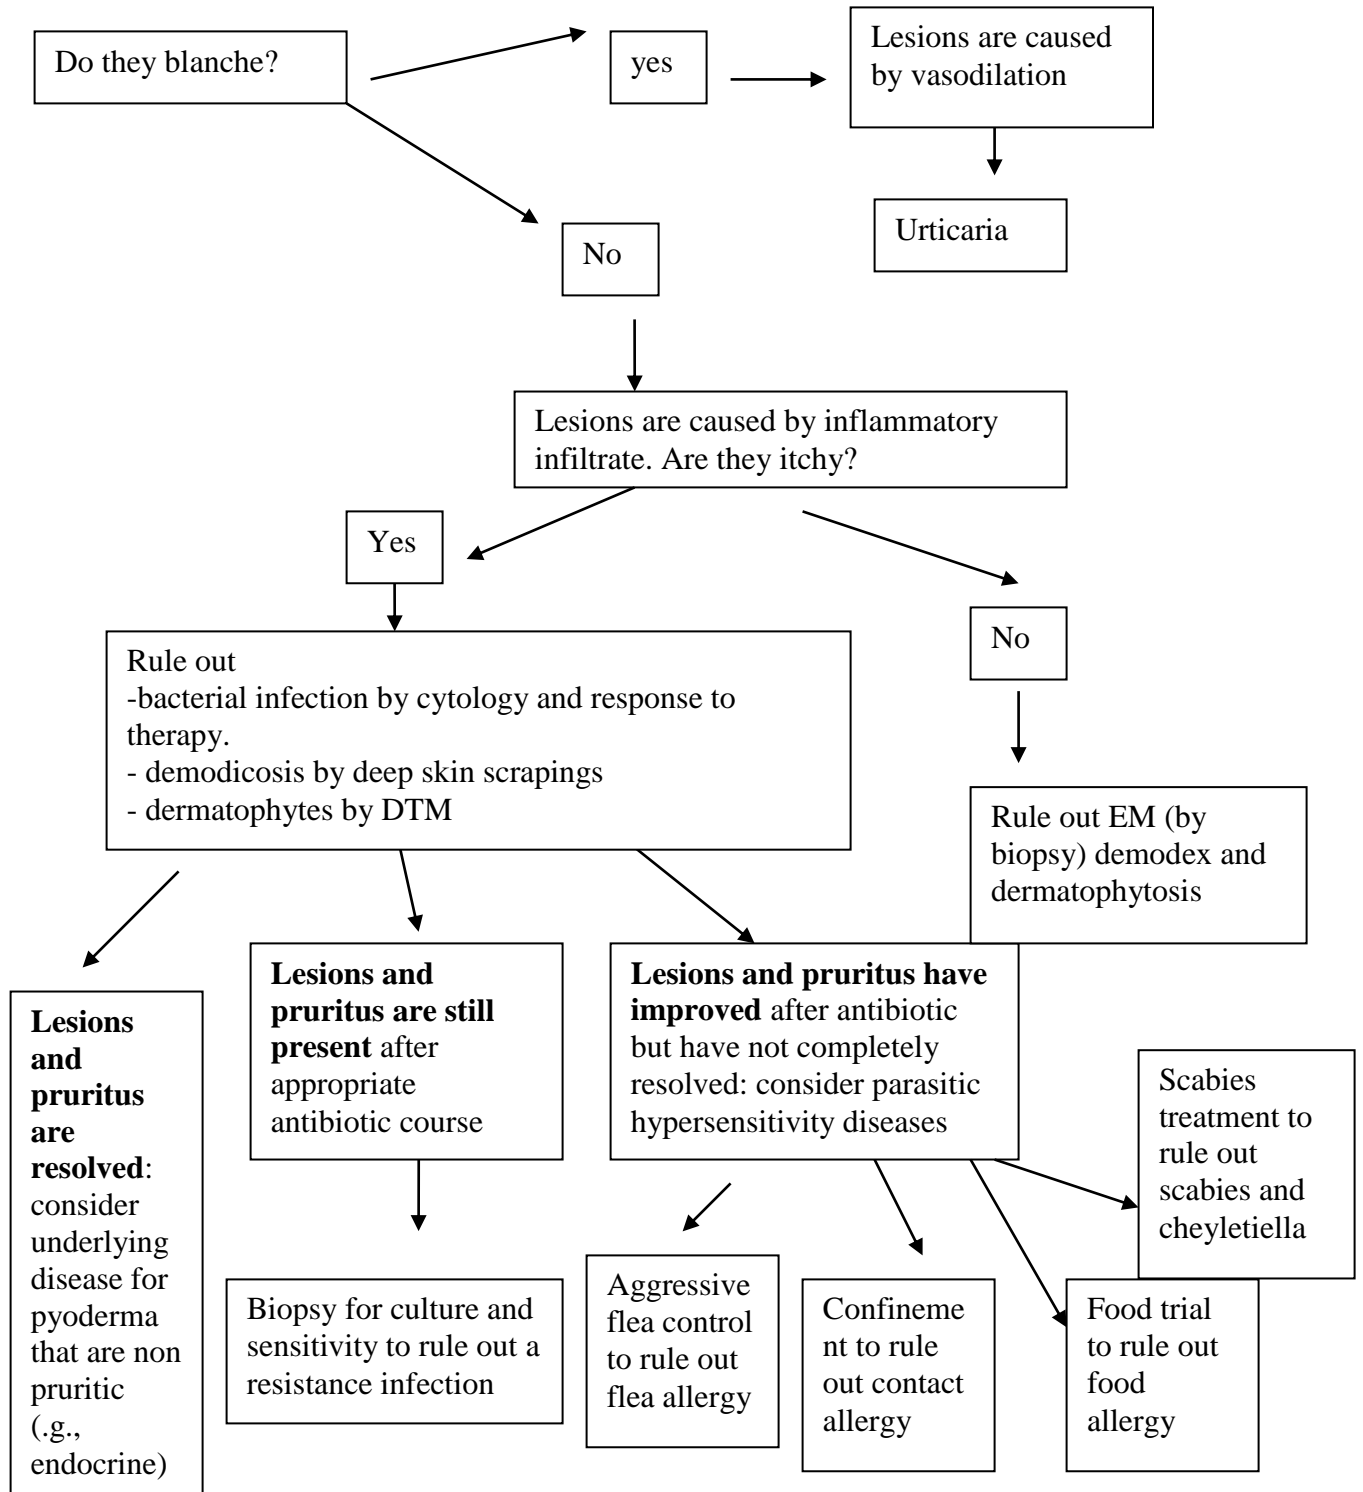 Do they blanche?
yes
Lesions are caused
by vasodilation
Urticaria
No
Lesions are caused by inflammatory
infiltrate. Are they itchy?
Yes
No
Rule out
-bacterial infection by cytology and response to
therapy.
- demodicosis by deep skin scrapings
- dermatophytes by DTM
Rule out EM (by
biopsy) demodex and
dermatophytosis
Lesions
and
pruritus
are
resolved:
consider
underlying
disease for
pyoderma
that are non
pruritic
(.g.,
endocrine)
Lesions and
pruritus are still
present after
appropriate
antibiotic course
Lesions and pruritus have
improved after antibiotic
but have not completely
resolved: consider parasitic
hypersensitivity diseases
Scabies
treatment to
rule out
scabies and
cheyletiella
Biopsy for culture and
sensitivity to rule out a
resistance infection
Aggressive
flea control
to rule out
flea allergy
Confineme
nt to rule
out contact
allergy
Food trial
to rule out
food
allergy